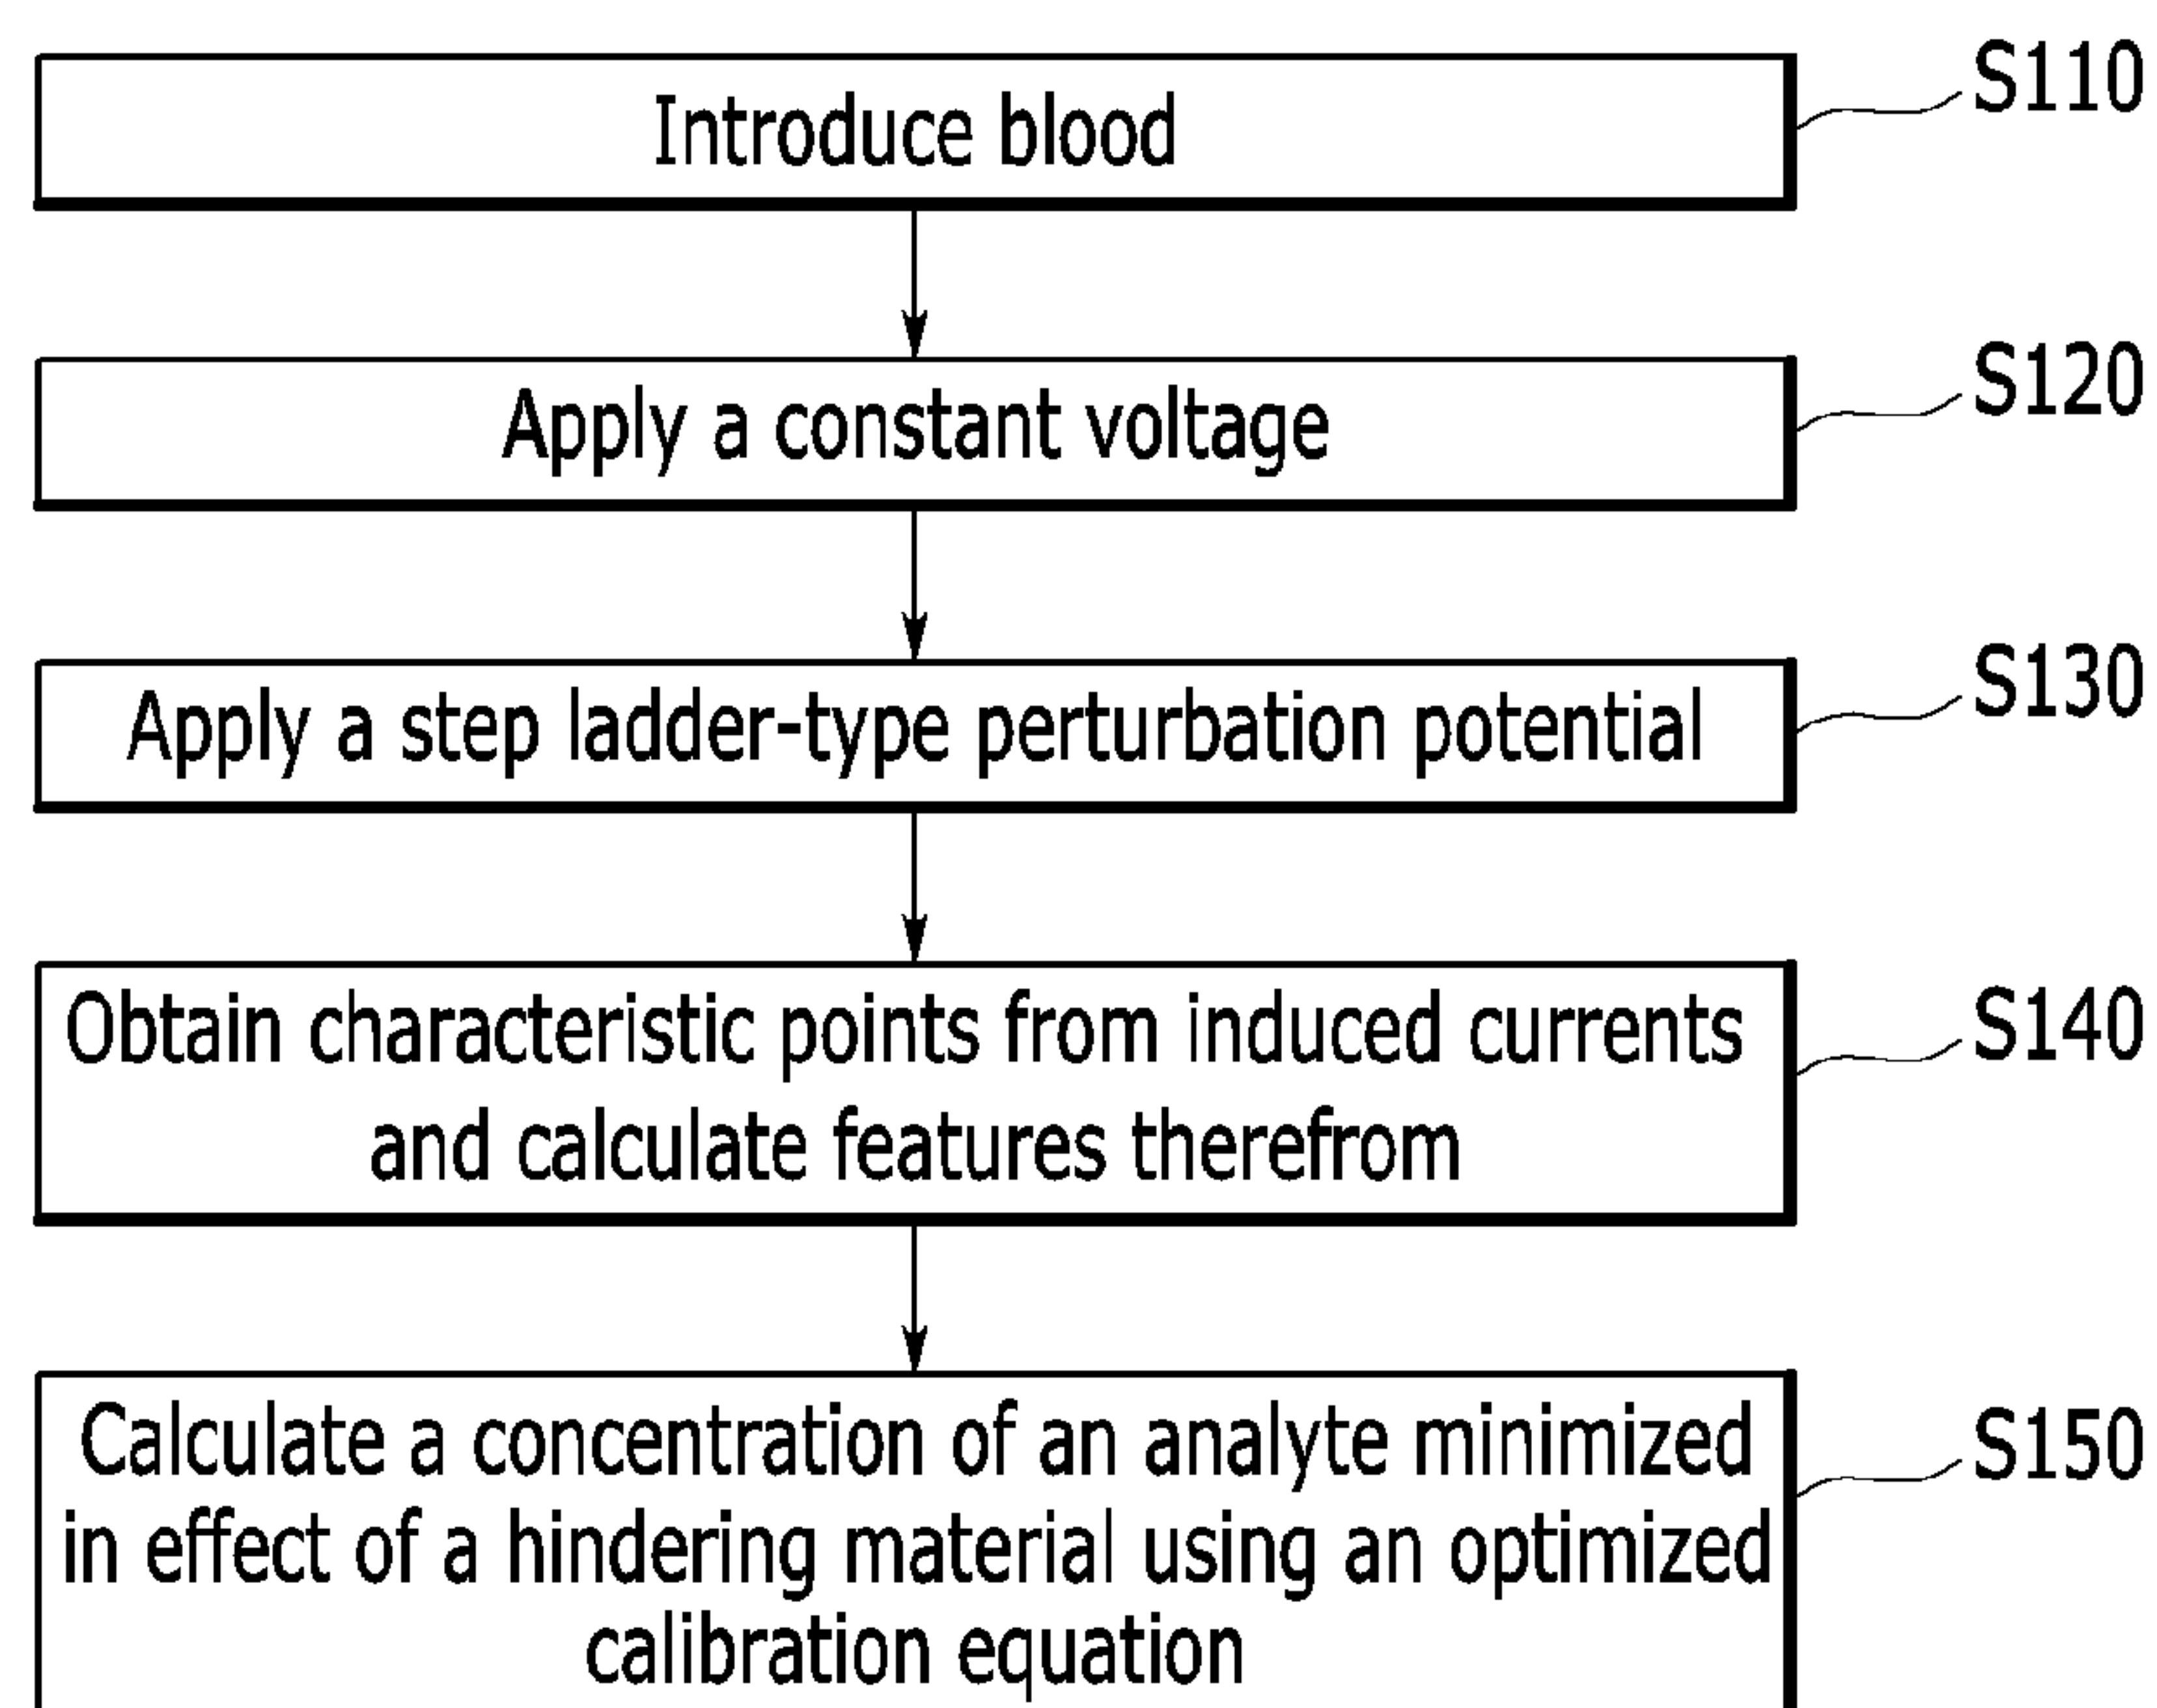 Introduce blood
S110
Apply a constant voltage
S120
Apply a step ladder-type perturbation potential
S130
Obtain characteristic points from induced currents
and calculate features therefrom
S140
Calculate a concentration of an analyte minimized
in effect of a hindering material using an optimized
calibration equation
S150